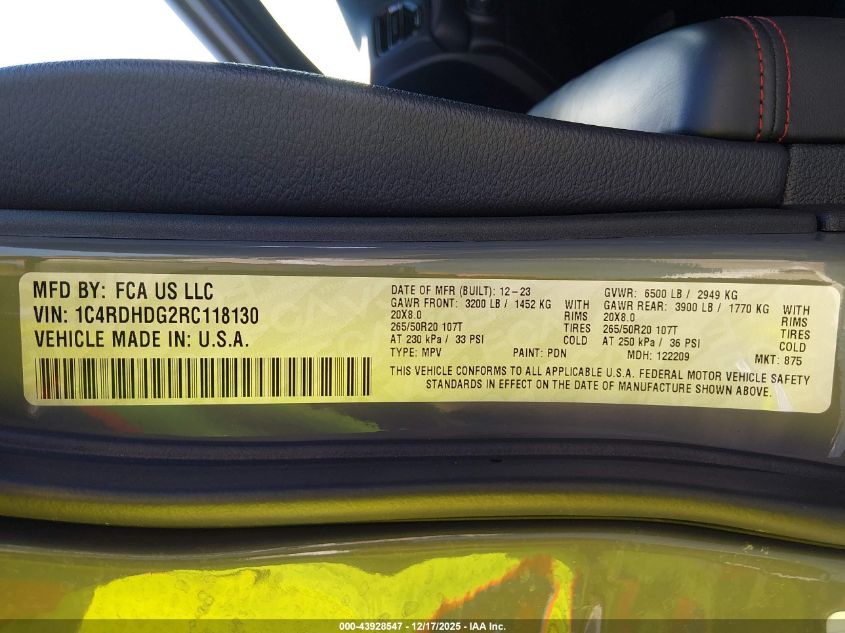 MFD BY: FCA US LLC
VIN: 1C4RDHDG2RC118130
VEHICLE MADE IN: U.S.A.
DATE OF MFR (BUILT): 12-23
GAWR FRONT: 3200 LB / 1452 KG WITH
20X8.0 RIMS
265/50R20 107T TIRES
AT 230 kPa / 33 PSI COLD
TYPE: MPV PAINT: PDN
GVWR: 6500 LB / 2949 KG
GAWR REAR: 3900 LB / 1770 KG WITH
20X8.0 RIMS
265/50R20 107T TIRES
AT 250 kPa / 36 PSI COLD
MDH: 122209 MKT: 875
THIS VEHICLE CONFORMS TO ALL APPLICABLE U.S.A. FEDERAL MOTOR VEHICLE SAFETY
STANDARDS IN EFFECT ON THE DATE OF MANUFACTURE SHOWN ABOVE.
000-43928547 - 12/17/2025 - IAA Inc.